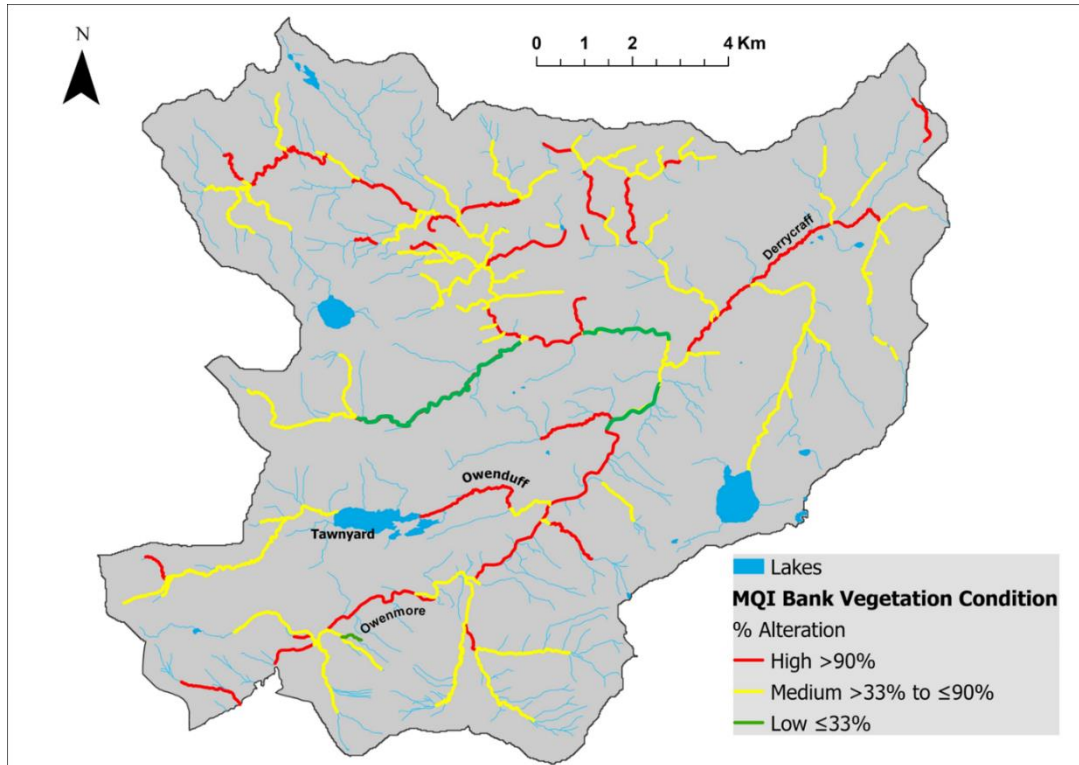 N
0 1 2 4 Km
Derrycraff
Owenduff
Tawnyard
Owenmore
Lakes
MQI Bank Vegetation Condition
% Alteration
High >90%
Medium >33% to ≤90%
Low ≤33%